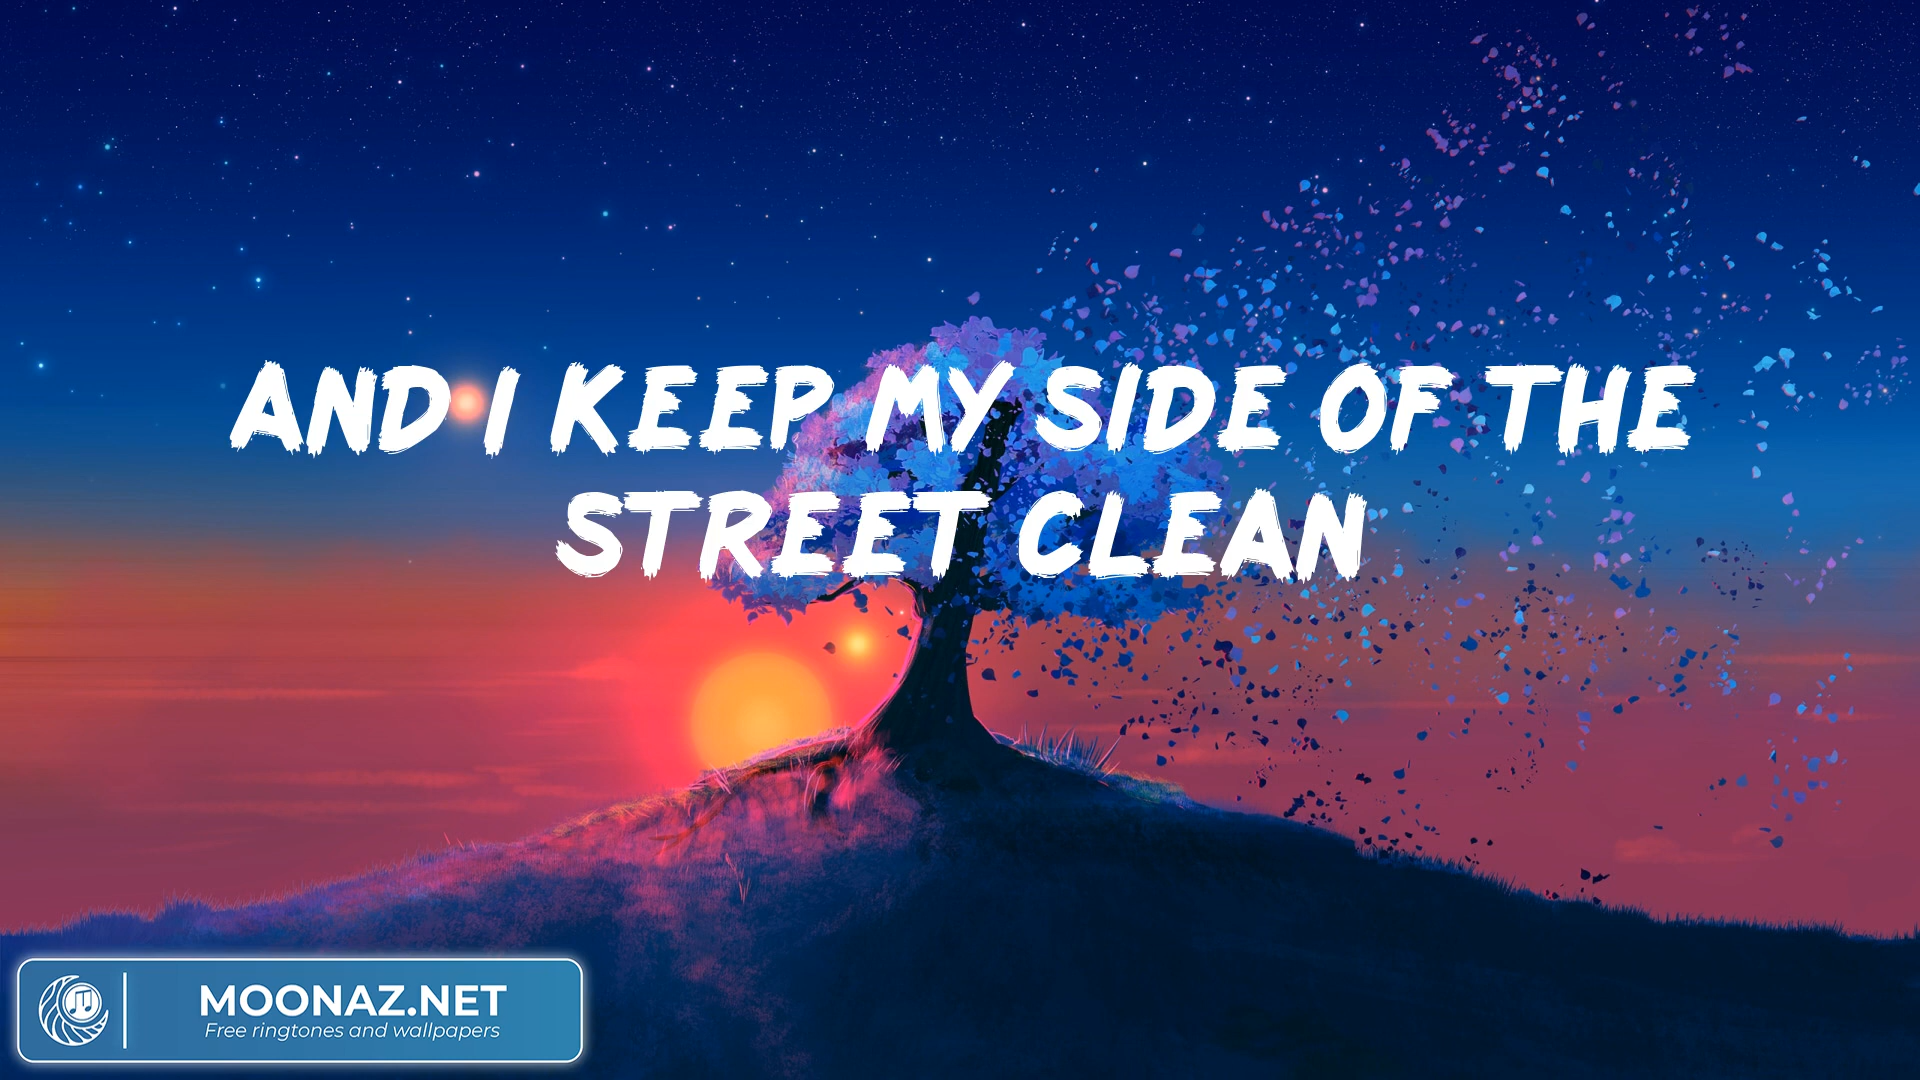 AND I KEEP MY SIDE OF THE
STREET CLEAN
MOONAZ.NET
Free ringtones and wallpapers